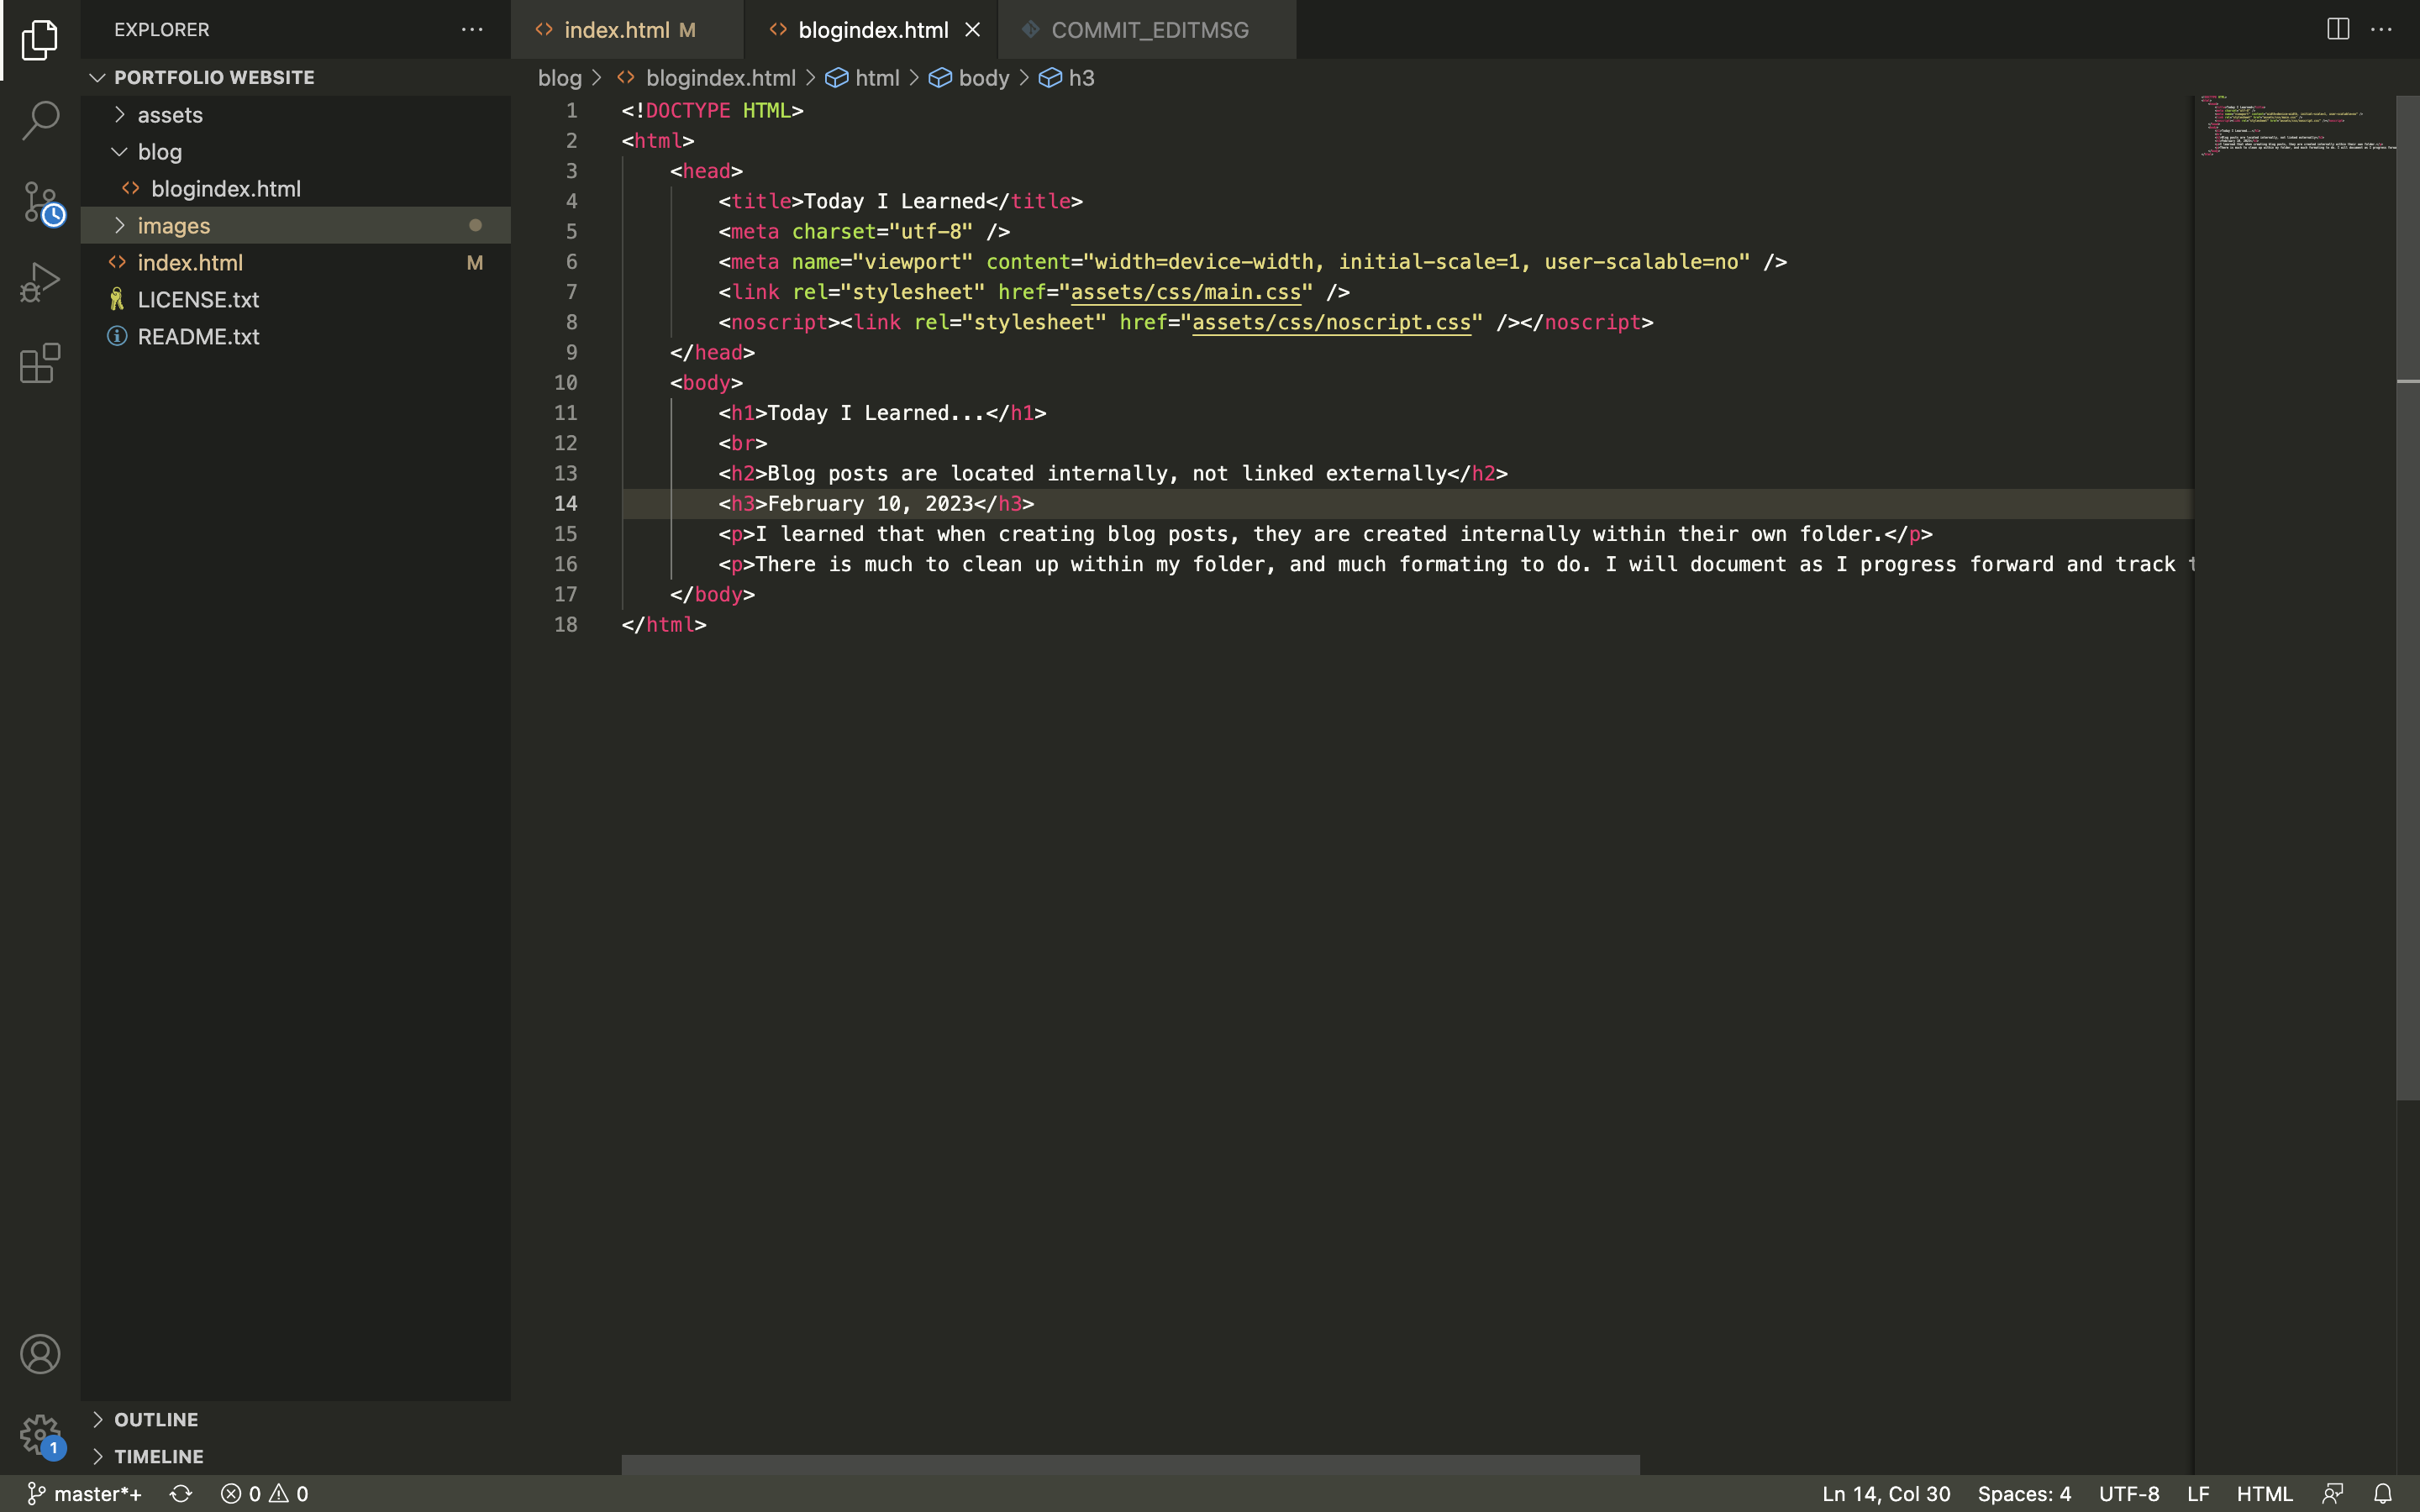 EXPLORER
PORTFOLIO WEBSITE
assets
blog
blogindex.html
images
index.html M
LICENSE.txt
README.txt
OUTLINE
TIMELINE
index.html M
blogindex.html
COMMIT_EDITMSG
blog > blogindex.html > html > body > h3
1 <!DOCTYPE HTML>
2 <html>
3 <head>
4 <title>Today I Learned</title>
5 <meta charset="utf-8" />
6 <meta name="viewport" content="width=device-width, initial-scale=1, user-scalable=no" />
7 <link rel="stylesheet" href="assets/css/main.css" />
8 <noscript><link rel="stylesheet" href="assets/css/noscript.css" /></noscript>
9 </head>
10 <body>
11 <h1>Today I Learned...</h1>
12 <br>
13 <h2>Blog posts are located internally, not linked externally</h2>
14 <h3>February 10, 2023</h3>
15 <p>I learned that when creating blog posts, they are created internally within their own folder.</p>
16 <p>There is much to clean up within my folder, and much formating to do. I will document as I progress forward and track
17 </body>
18 </html>
1
master*+ 0 0 Ln 14, Col 30 Spaces: 4 UTF-8 LF HTML